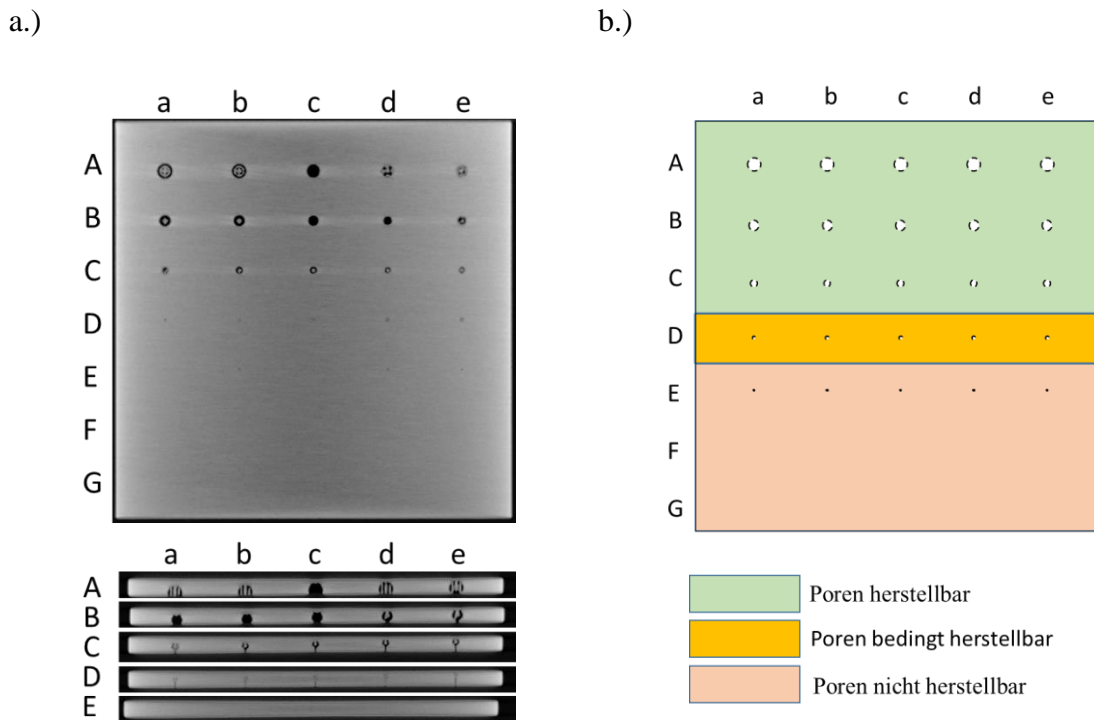 a.)
a b c d e
A
B
C
D
E
F
G
a b c d e
A
B
C
D
E
b.)
a b c d e
A
B
C
D
E
F
G
Poren herstellbar
Poren bedingt herstellbar
Poren nicht herstellbar